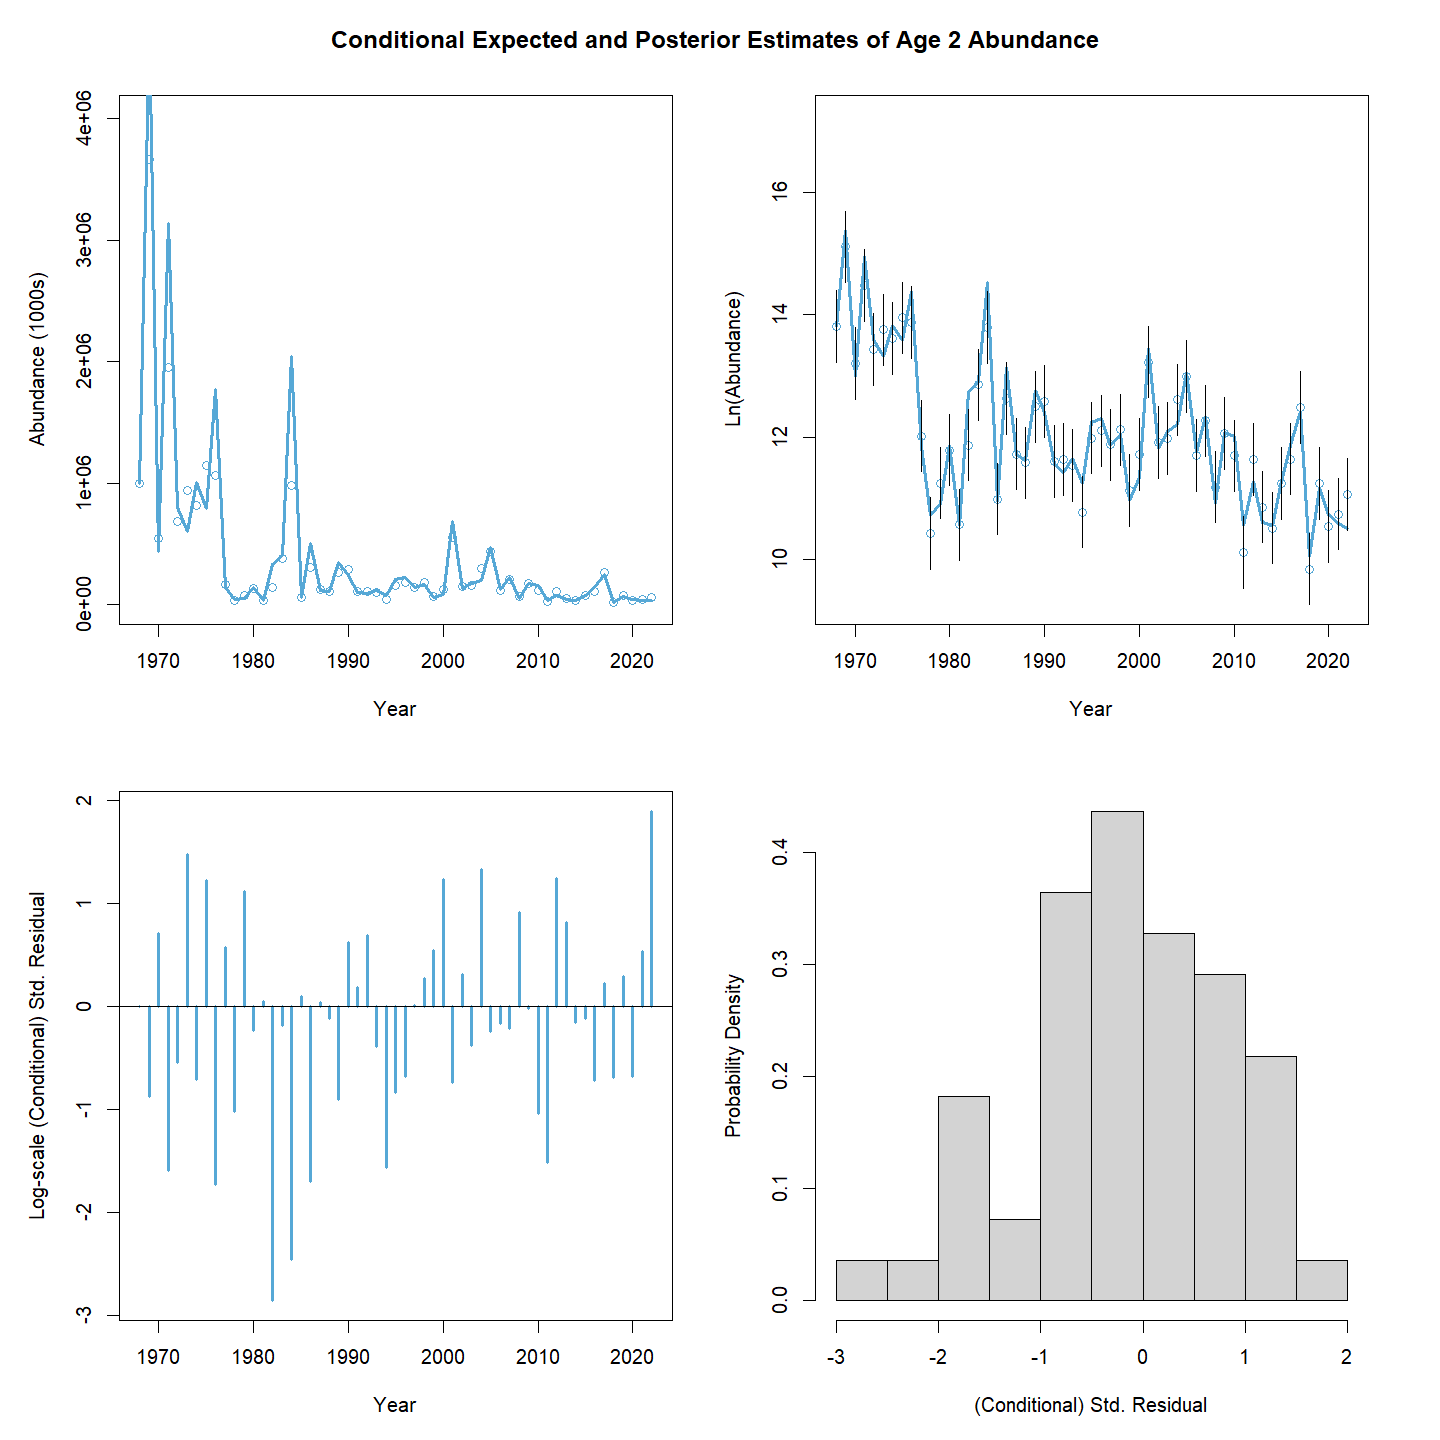 Conditional Expected and Posterior Estimates of Age 2 Abundance
Abundance (1000s)
4e+06
3e+06
2e+06
1e+06
0e+00
1970 1980 1990 2000 2010 2020
Year
Ln(Abundance)
16
14
12
10
1970 1980 1990 2000 2010 2020
Year
Log-scale (Conditional) Std. Residual
2
1
0
-1
-2
-3
1970 1980 1990 2000 2010 2020
Year
Probability Density
0.4
0.3
0.2
0.1
0.0
-3 -2 -1 0 1 2
(Conditional) Std. Residual